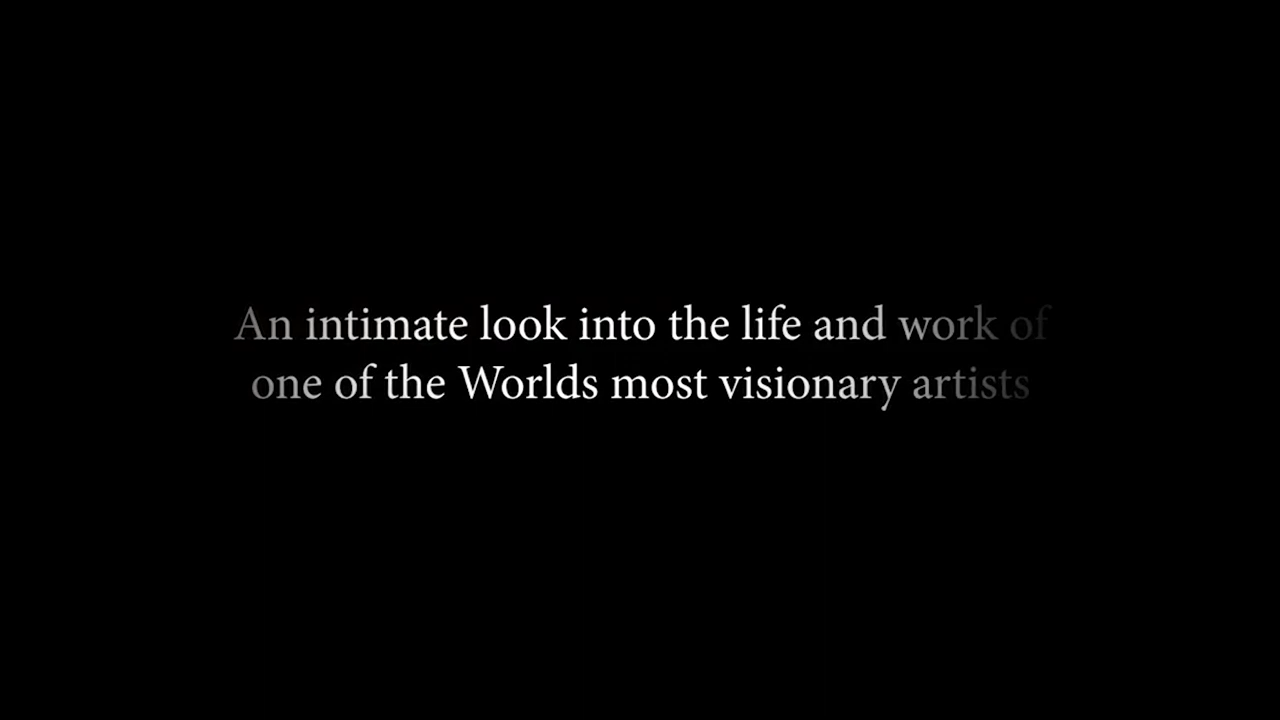 An intimate look into the life and work of
one of the Worlds most visionary artists